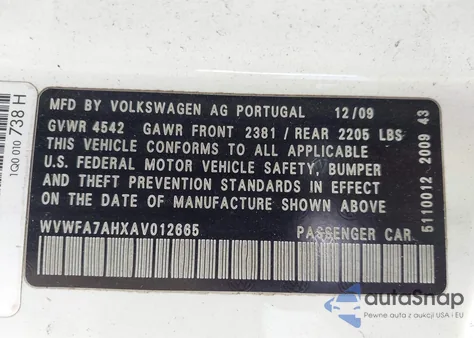 MFD BY VOLKSWAGEN AG PORTUGAL 12/09
GVWR 4542 GAWR FRONT 2381 / REAR 2205 LBS
THIS VEHICLE CONFORMS TO ALL APPLICABLE
U.S. FEDERAL MOTOR VEHICLE SAFETY, BUMPER
AND THEFT PREVENTION STANDARDS IN EFFECT
ON THE DATE OF MANUFACTURE SHOWN ABOVE
WVWFA7AHXAV012665 PASSENGER CAR
5110012 2009 43
1Q0 010 738 H
autoSnap
Pewne auta z aukcji USA i EU